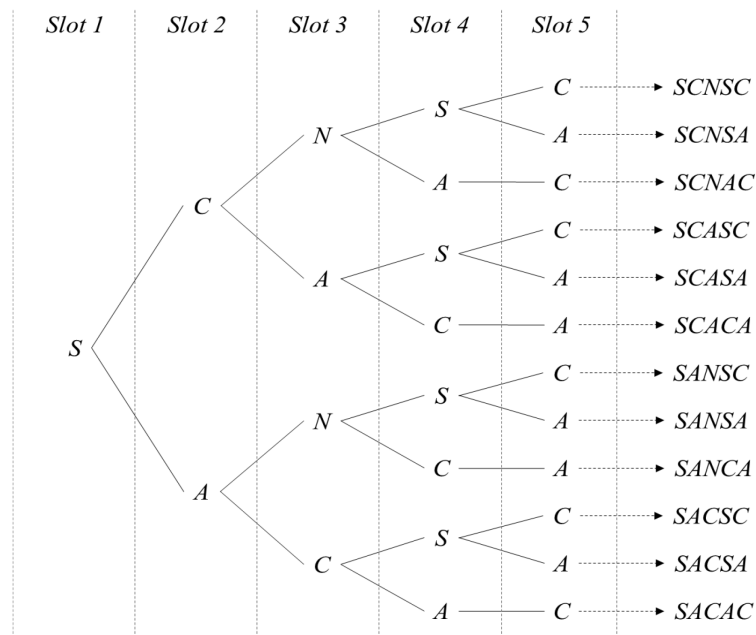 Slot 1 Slot 2 Slot 3 Slot 4 Slot 5
C SCNSC
S
N A SCNSA
A C SCNAC
C
C SCASC
S
A A SCASA
C A SCACA
S
C SANSC
S
N A SANSA
C A SANCA
A
C SACSC
S
C A SACSA
A C SACAC